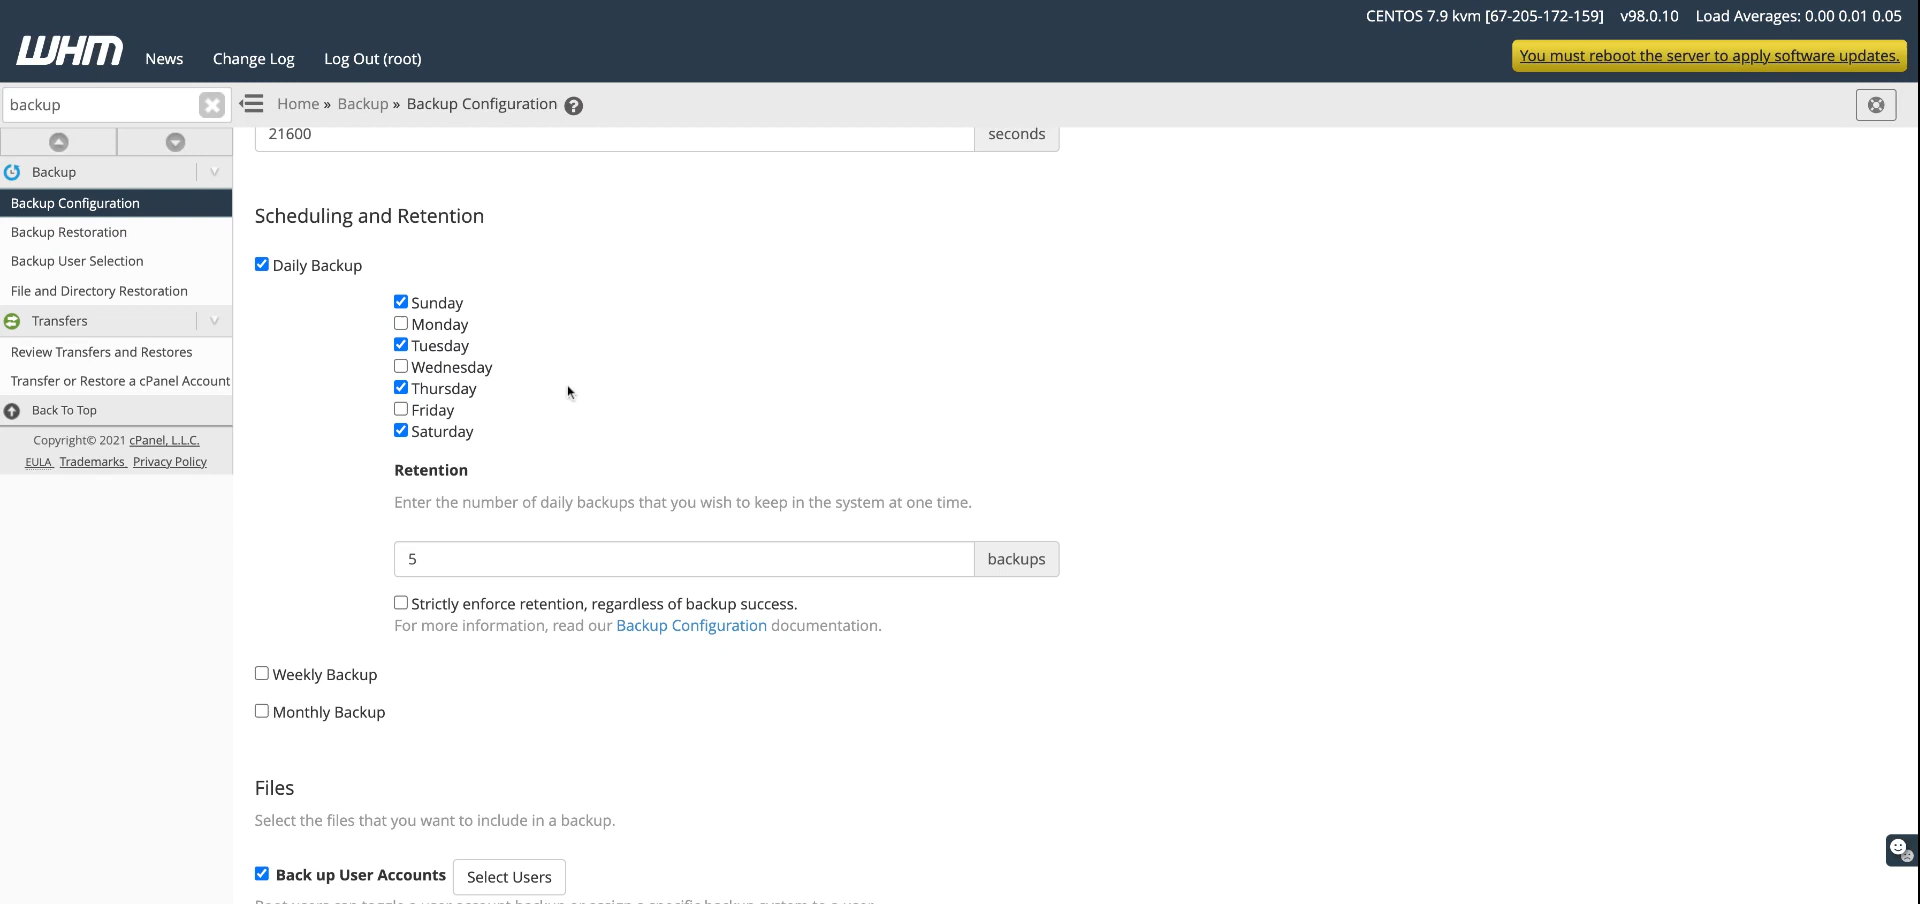 CENTOS 7.9 kvm [67-205-172-159] v98.0.10 Load Averages: 0.00 0.01 0.05
WHM News Change Log Log Out (root)
You must reboot the server to apply software updates.
backup
Home » Backup » Backup Configuration
Backup
Backup Configuration
Backup Restoration
Backup User Selection
File and Directory Restoration
Transfers
Review Transfers and Restores
Transfer or Restore a cPanel Account
Back To Top
Copyright© 2021 cPanel, L.L.C.
EULA Trademarks Privacy Policy
21600 seconds
Scheduling and Retention
Daily Backup
Sunday
Monday
Tuesday
Wednesday
Thursday
Friday
Saturday
Retention
Enter the number of daily backups that you wish to keep in the system at one time.
5 backups
Strictly enforce retention, regardless of backup success.
For more information, read our Backup Configuration documentation.
Weekly Backup
Monthly Backup
Files
Select the files that you want to include in a backup.
Back up User Accounts Select Users